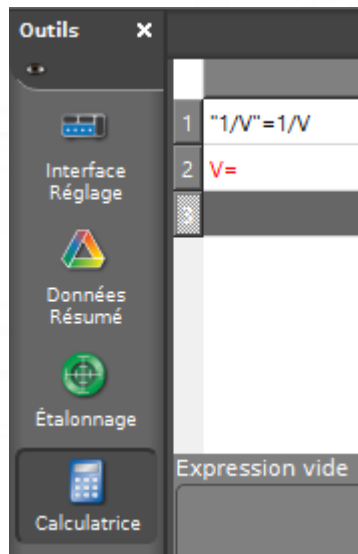 Outils ×
Interface
Réglage
Données
Résumé
Étalonnage
Calculatrice
1 "1/V"=1/V
2 V=
3
Expression vide